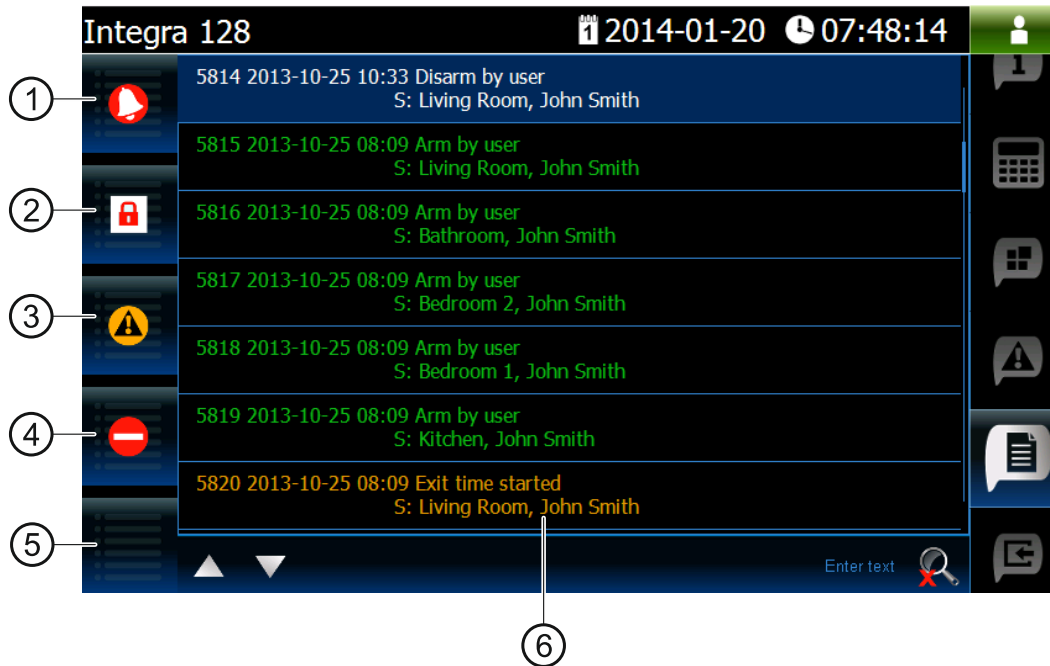 Integra 128
1 2014-01-20 07:48:14
1
5814 2013-10-25 10:33 Disarm by user
S: Living Room, John Smith
1
5815 2013-10-25 08:09 Arm by user
S: Living Room, John Smith
2
5816 2013-10-25 08:09 Arm by user
S: Bathroom, John Smith
5817 2013-10-25 08:09 Arm by user
S: Bedroom 2, John Smith
3
5818 2013-10-25 08:09 Arm by user
S: Bedroom 1, John Smith
4
5819 2013-10-25 08:09 Arm by user
S: Kitchen, John Smith
5820 2013-10-25 08:09 Exit time started
S: Living Room, John Smith
5
Enter text
6